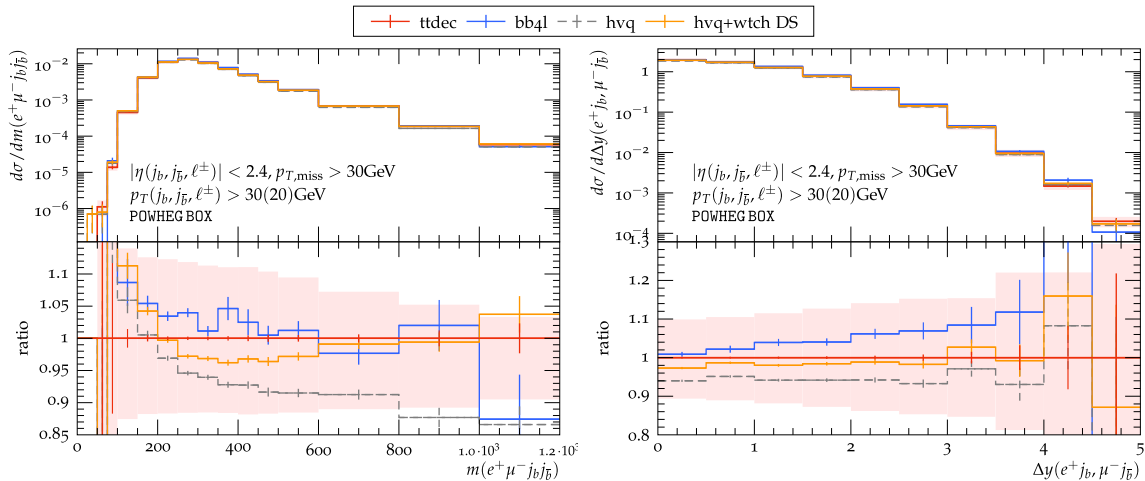 ttdec bb4l hvq hvq+wtch DS
dσ/dm(e⁺μ⁻j_b j_b̄)
10⁻²
10⁻³
10⁻⁴
10⁻⁵
10⁻⁶
|η(j_b, j_b̄, ℓ^±)| < 2.4, p_T,miss > 30GeV
p_T(j_b, j_b̄, ℓ^±) > 30(20)GeV
POWHEG BOX
ratio
1.1
1.05
1
0.95
0.9
0.85
0 200 400 600 800 1.0·10³ 1.2·10³
m(e⁺μ⁻j_b j_b̄)
dσ/dΔy(e⁺j_b, μ⁻j_b̄)
1
10⁻¹
10⁻²
10⁻³
10⁻⁴
|η(j_b, j_b̄, ℓ^±)| < 2.4, p_T,miss > 30GeV
p_T(j_b, j_b̄, ℓ^±) > 30(20)GeV
POWHEG BOX
ratio
1.3
1.2
1.1
1
0.9
0.8
0 1 2 3 4 5
Δy(e⁺j_b, μ⁻j_b̄)